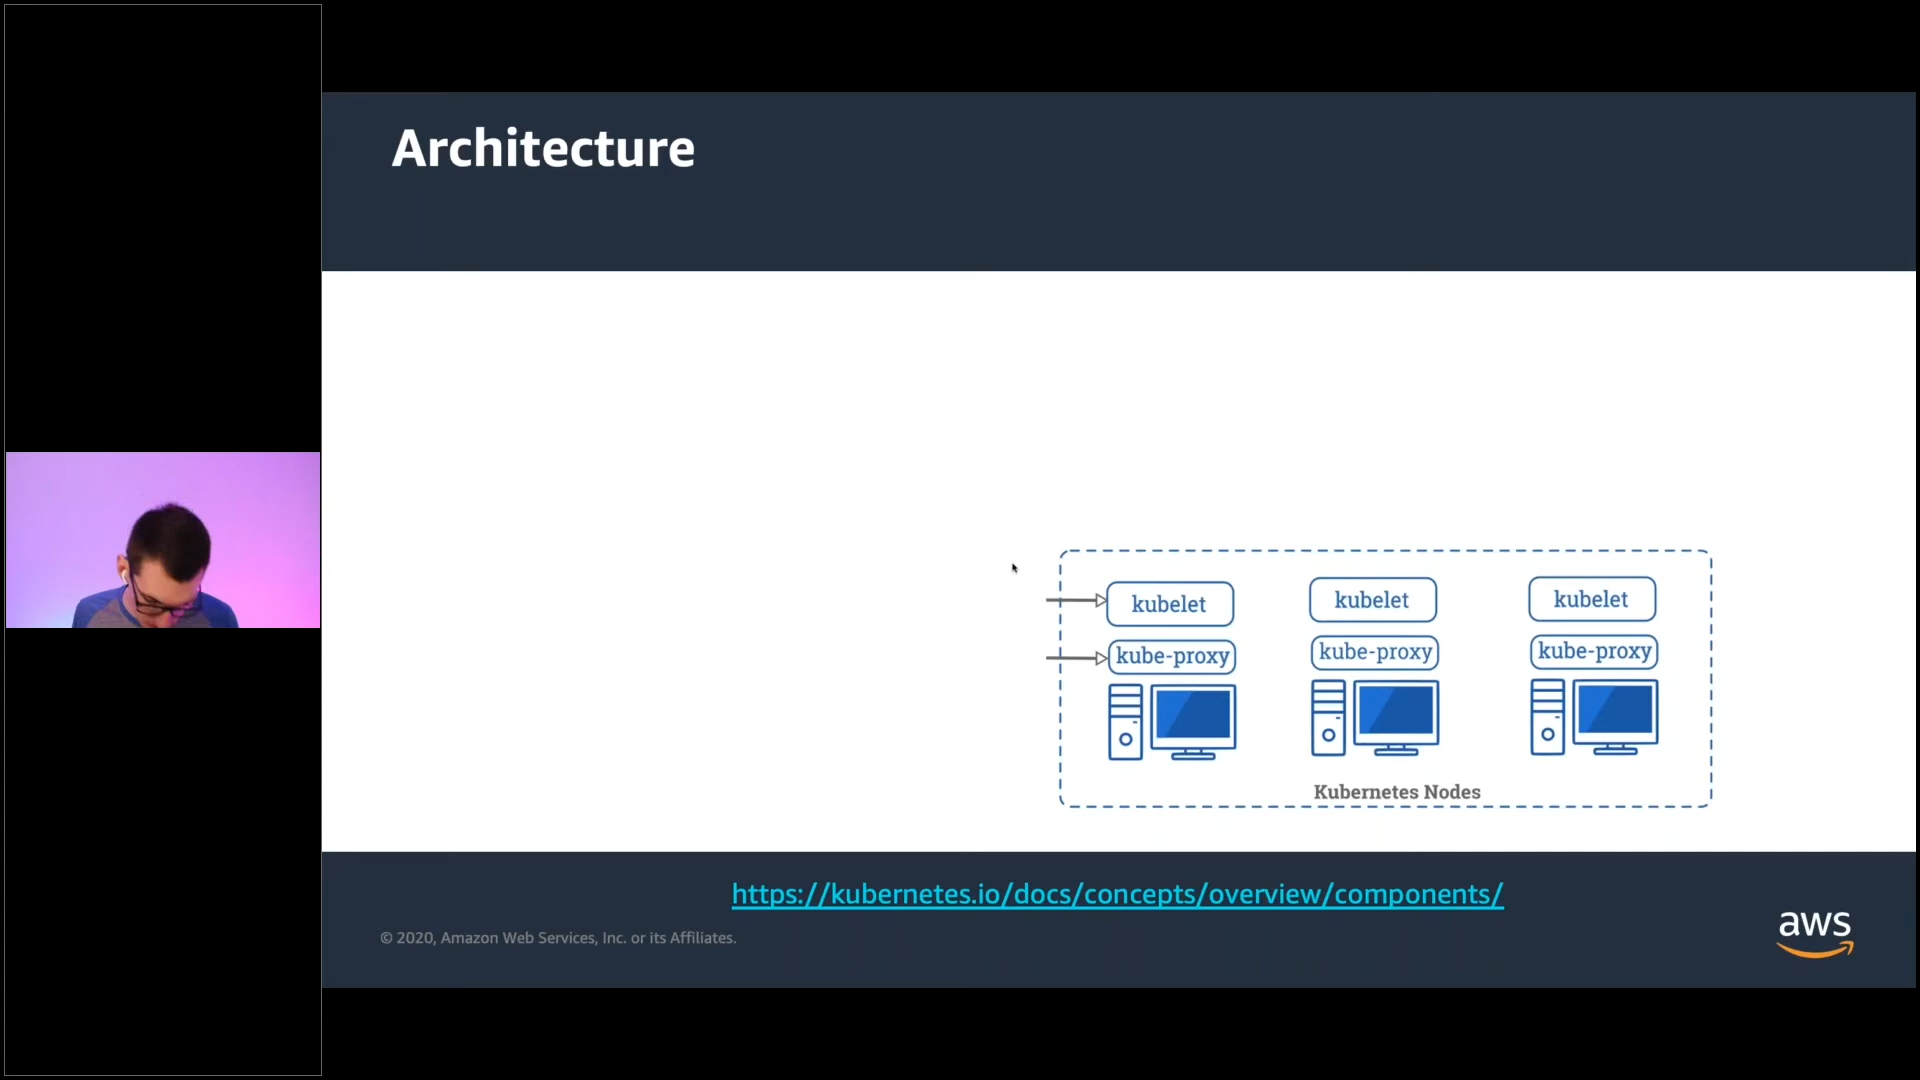 Architecture
kubelet
kubelet
kubelet
kube-proxy
kube-proxy
kube-proxy
Kubernetes Nodes
https://kubernetes.io/docs/concepts/overview/components/
© 2020, Amazon Web Services, Inc. or its Affiliates.
aws